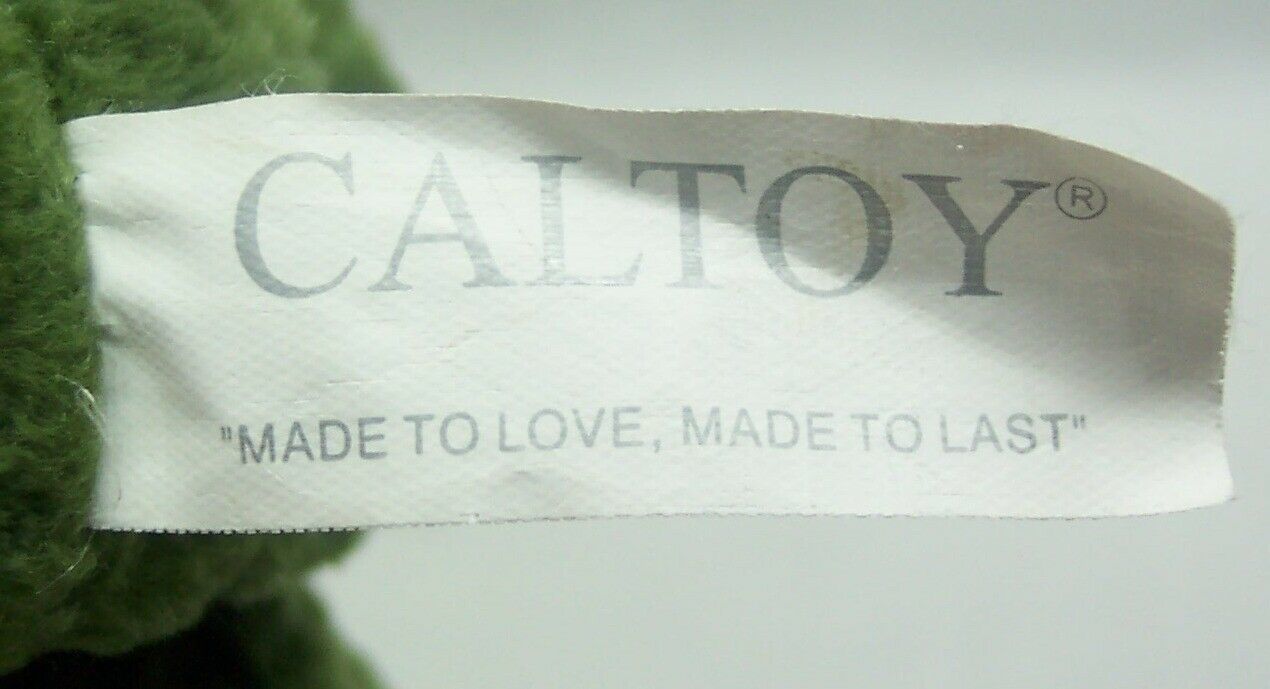 CALTOY®
"MADE TO LOVE, MADE TO LAST"